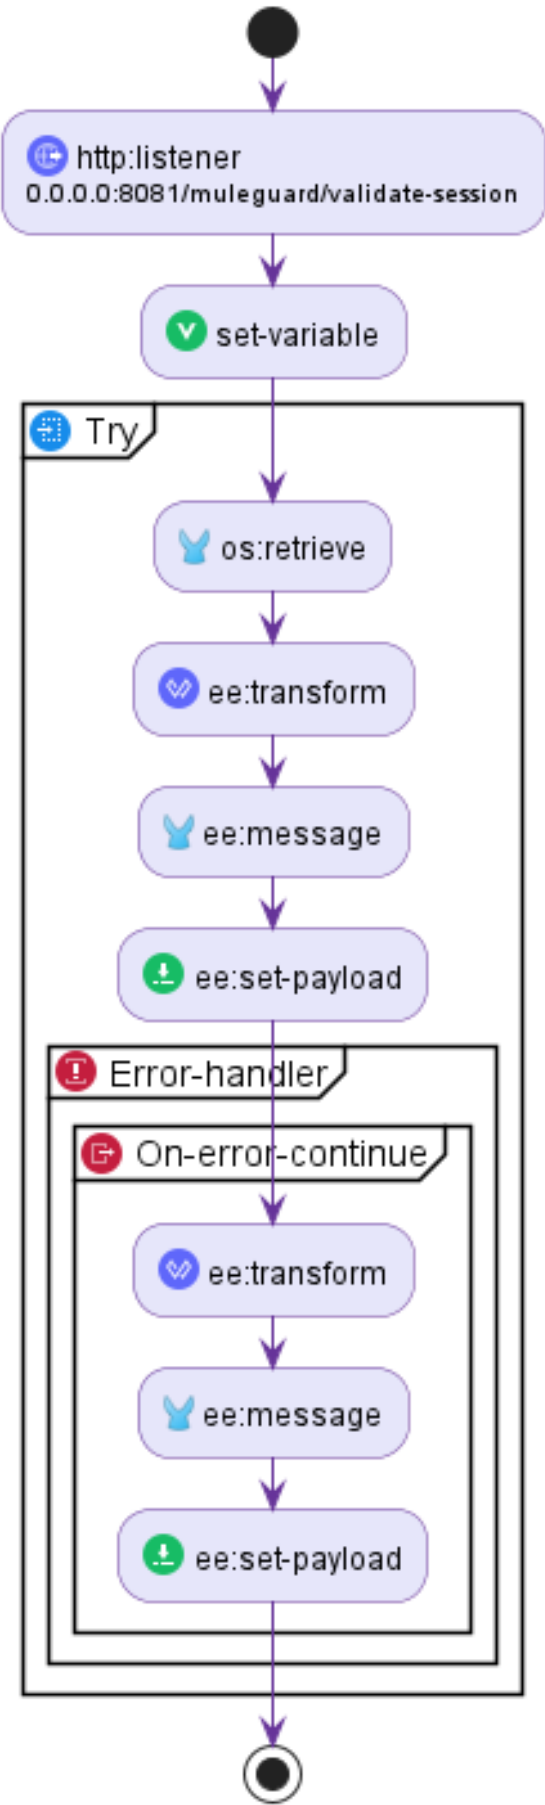 http:listener
0.0.0.0:8081/muleguard/validate-session
set-variable
Try
os:retrieve
ee:transform
ee:message
ee:set-payload
Error-handler
On-error-continue
ee:transform
ee:message
ee:set-payload